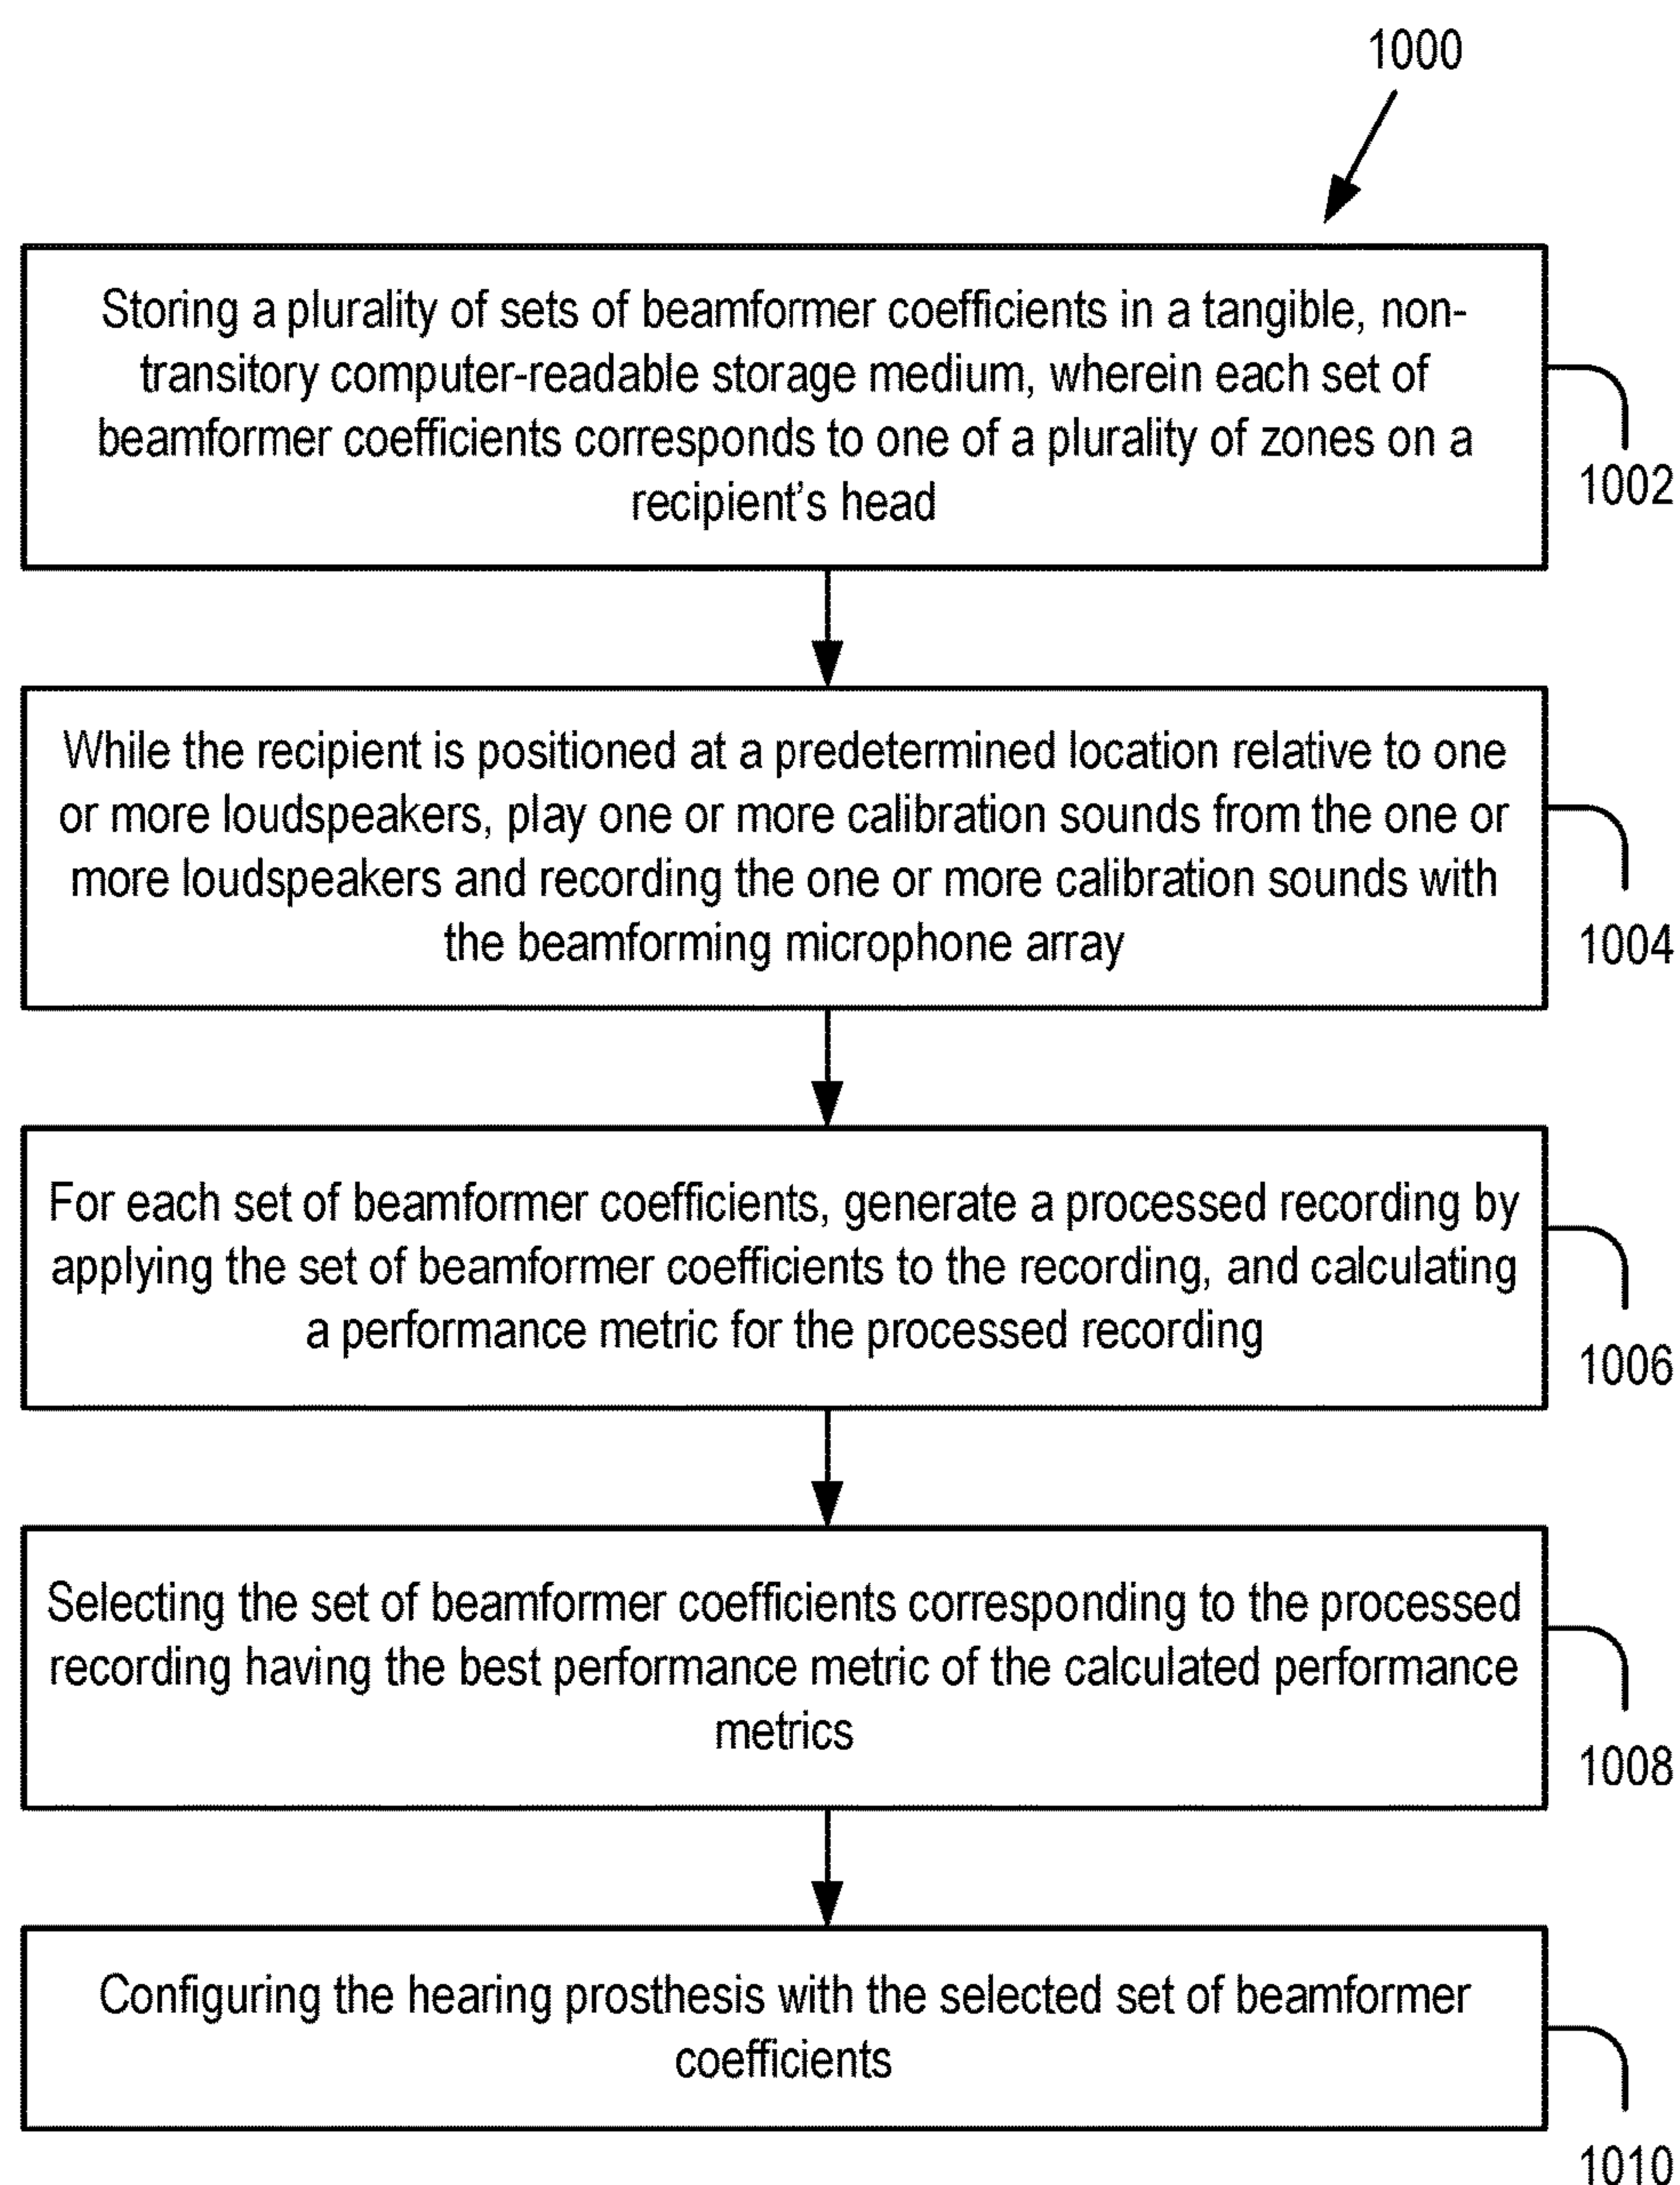 1000
Storing a plurality of sets of beamformer coefficients in a tangible, non-
transitory computer-readable storage medium, wherein each set of
beamformer coefficients corresponds to one of a plurality of zones on a
recipient's head
1002
While the recipient is positioned at a predetermined location relative to one
or more loudspeakers, play one or more calibration sounds from the one or
more loudspeakers and recording the one or more calibration sounds with
the beamforming microphone array
1004
For each set of beamformer coefficients, generate a processed recording by
applying the set of beamformer coefficients to the recording, and calculating
a performance metric for the processed recording
1006
Selecting the set of beamformer coefficients corresponding to the processed
recording having the best performance metric of the calculated performance
metrics
1008
Configuring the hearing prosthesis with the selected set of beamformer
coefficients
1010